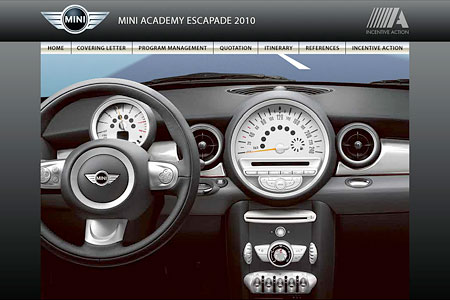 MINI
MINI ACADEMY ESCAPADE 2010
INCENTIVE ACTION
HOME
COVERING LETTER
PROGRAM MANAGEMENT
QUOTATION
ITINERARY
REFERENCES
INCENTIVE ACTION
MINI